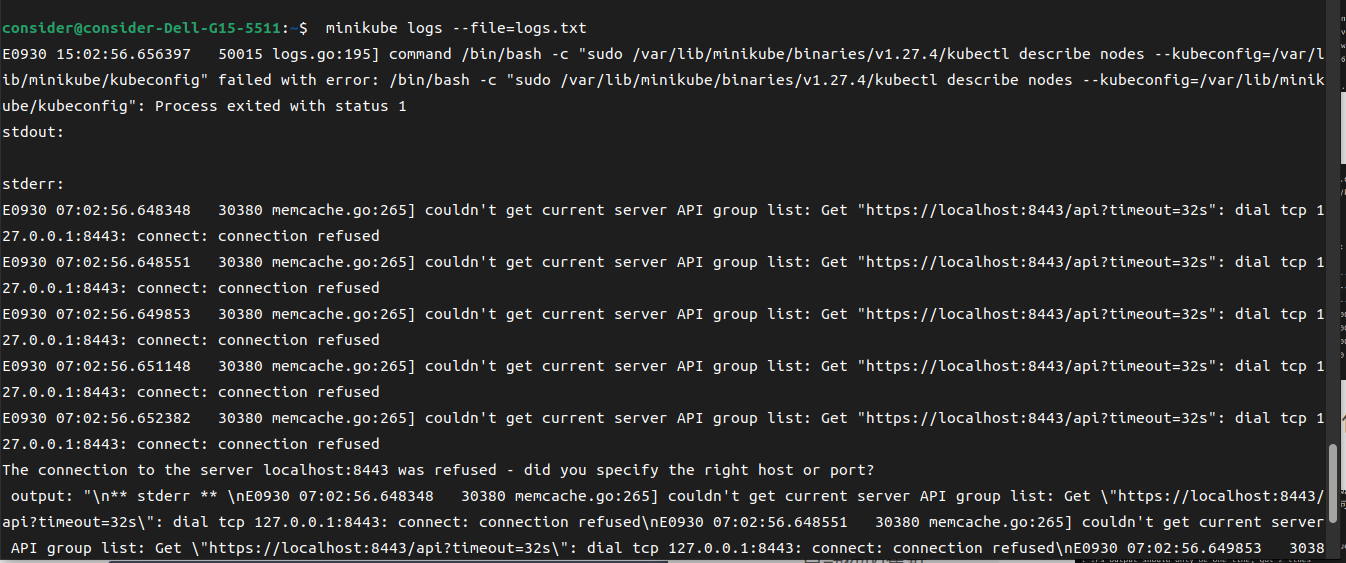 consider@consider-Dell-G15-5511:~$  minikube logs --file=logs.txt
E0930 15:02:56.656397   50015 logs.go:195] command /bin/bash -c "sudo /var/lib/minikube/binaries/v1.27.4/kubectl describe nodes --kubeconfig=/var/l
ib/minikube/kubeconfig" failed with error: /bin/bash -c "sudo /var/lib/minikube/binaries/v1.27.4/kubectl describe nodes --kubeconfig=/var/lib/minik
ube/kubeconfig": Process exited with status 1
stdout:
stderr:
E0930 07:02:56.648348   30380 memcache.go:265] couldn't get current server API group list: Get "https://localhost:8443/api?timeout=32s": dial tcp 1
27.0.0.1:8443: connect: connection refused
E0930 07:02:56.648551   30380 memcache.go:265] couldn't get current server API group list: Get "https://localhost:8443/api?timeout=32s": dial tcp 1
27.0.0.1:8443: connect: connection refused
E0930 07:02:56.649853   30380 memcache.go:265] couldn't get current server API group list: Get "https://localhost:8443/api?timeout=32s": dial tcp 1
27.0.0.1:8443: connect: connection refused
E0930 07:02:56.651148   30380 memcache.go:265] couldn't get current server API group list: Get "https://localhost:8443/api?timeout=32s": dial tcp 1
27.0.0.1:8443: connect: connection refused
E0930 07:02:56.652382   30380 memcache.go:265] couldn't get current server API group list: Get "https://localhost:8443/api?timeout=32s": dial tcp 1
27.0.0.1:8443: connect: connection refused
The connection to the server localhost:8443 was refused - did you specify the right host or port?
 output: "\n** stderr ** \nE0930 07:02:56.648348   30380 memcache.go:265] couldn't get current server API group list: Get \"https://localhost:8443/
api?timeout=32s\": dial tcp 127.0.0.1:8443: connect: connection refused\nE0930 07:02:56.648551   30380 memcache.go:265] couldn't get current server
 API group list: Get \"https://localhost:8443/api?timeout=32s\": dial tcp 127.0.0.1:8443: connect: connection refused\nE0930 07:02:56.649853   3038